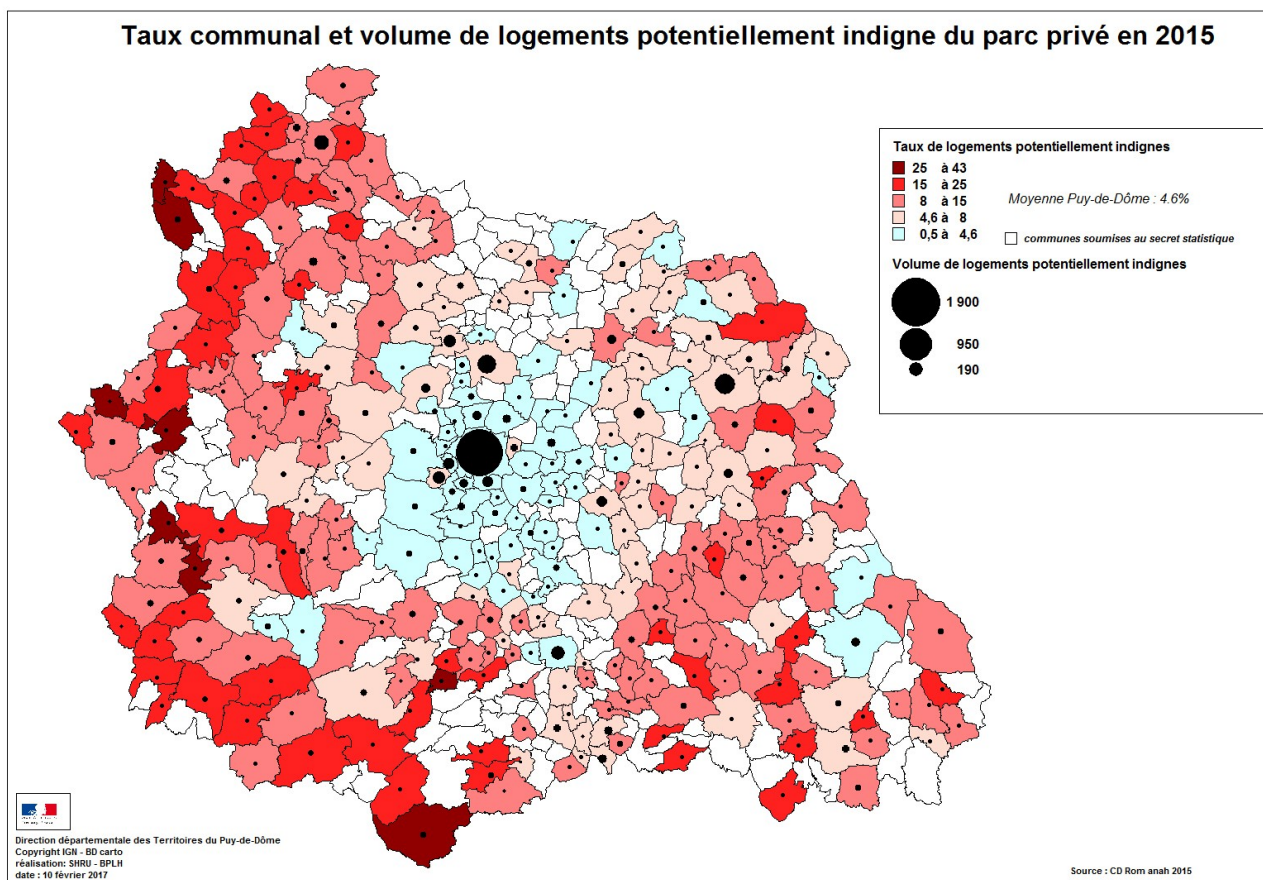 Taux communal et volume de logements potentiellement indigne du parc privé en 2015
Taux de logements potentiellement indignes
25 à 43
15 à 25
8 à 15
4,6 à 8
0,5 à 4,6
Moyenne Puy-de-Dôme : 4.6%
communes soumises au secret statistique
Volume de logements potentiellement indignes
1 900
950
190
Direction départementale des Territoires du Puy-de-Dôme
Copyright IGN - BD carto
réalisation: SHRU - BPLH
date : 10 février 2017
Source : CD Rom anah 2015